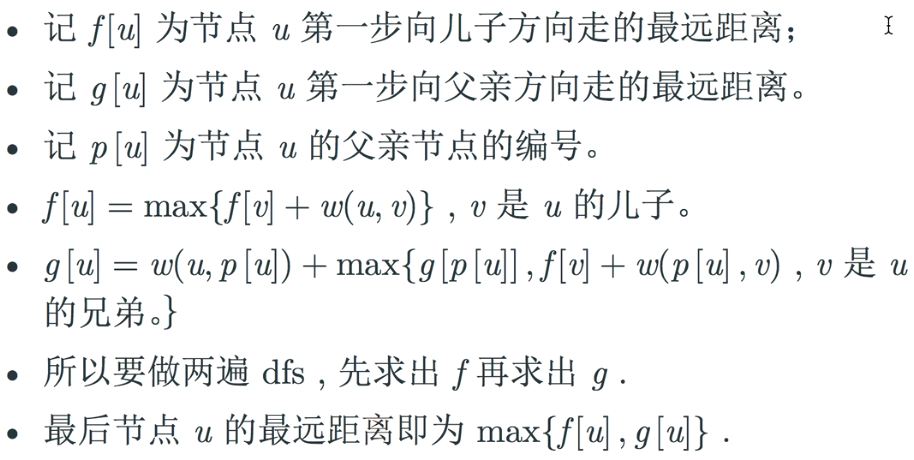 • 记 f[u] 为节点 u 第一步向儿子方向走的最远距离；
• 记 g[u] 为节点 u 第一步向父亲方向走的最远距离。
• 记 p[u] 为节点 u 的父亲节点的编号。
• f[u] = max{f[v] + w(u, v)} , v 是 u 的儿子。
• g[u] = w(u, p[u]) + max{g[p[u]], f[v] + w(p[u], v) , v 是 u
的兄弟。}
• 所以要做两遍 dfs , 先求出 f 再求出 g .
• 最后节点 u 的最远距离即为 max{f[u], g[u]} .